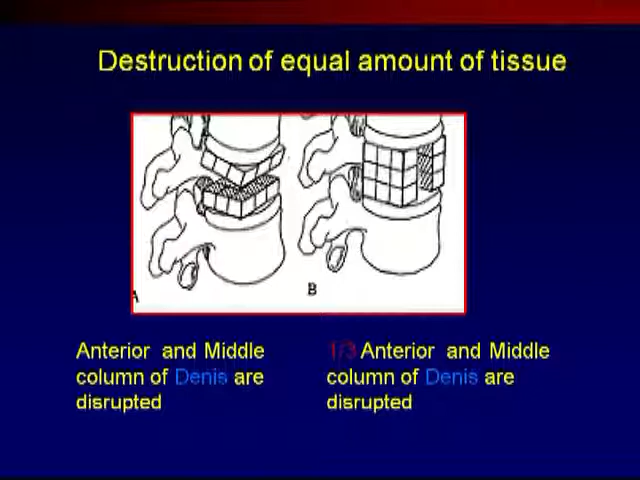 Destruction of equal amount of tissue
A
B
Anterior and Middle
column of Denis are
disrupted
1/3 Anterior and Middle
column of Denis are
disrupted